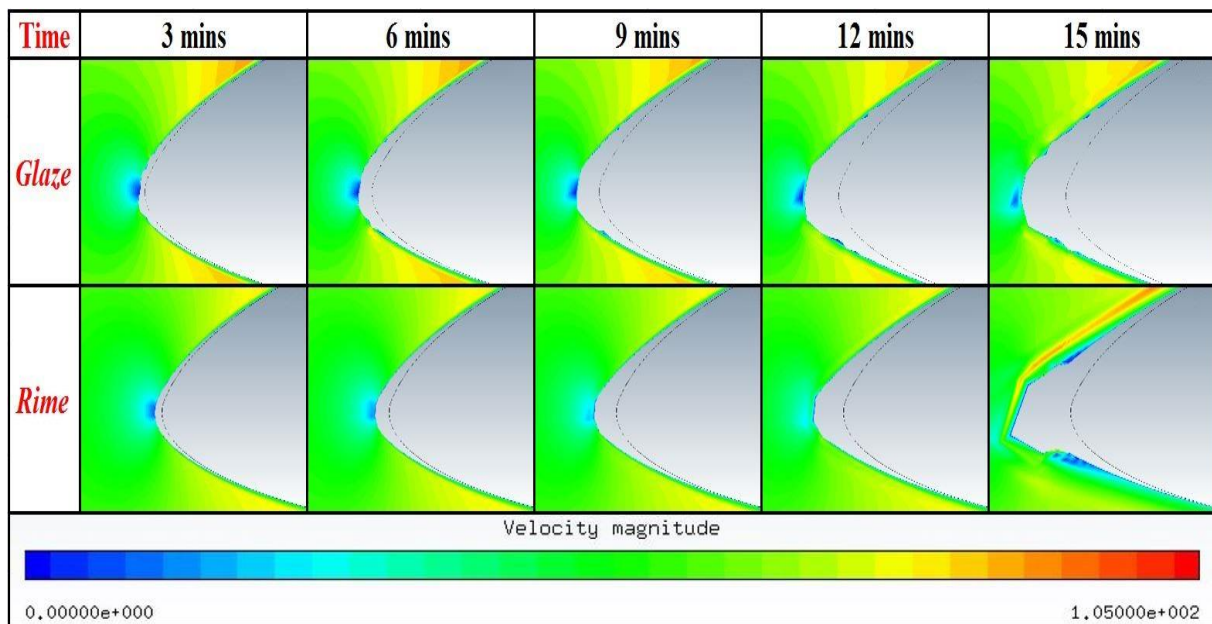 Time 3 mins 6 mins 9 mins 12 mins 15 mins
Glaze
Rime
Velocity magnitude
0.00000e+000 1.05000e+002